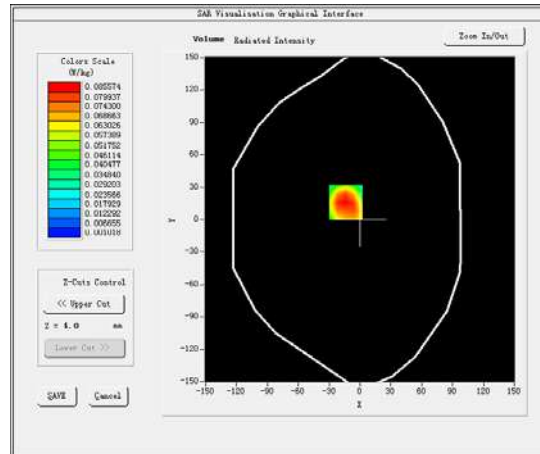 SAR Visualisation Graphical Interface
Volume Radiated Intensity
Zoom In/Out
Colors Scale
(W/kg)
0.085574
0.079937
0.074300
0.068663
0.063026
0.057389
0.051752
0.046114
0.040477
0.034840
0.029203
0.023566
0.017929
0.012292
0.006655
0.001018
Z-Cuts Control
<< Upper Cut
Z = 4.0 mm
Lower Cut >>
SAVE Cancel
150
120
90
60
30
0
-30
-60
-90
-120
-150
Y
-150 -120 -90 -60 -30 0 30 60 90 120 150
X